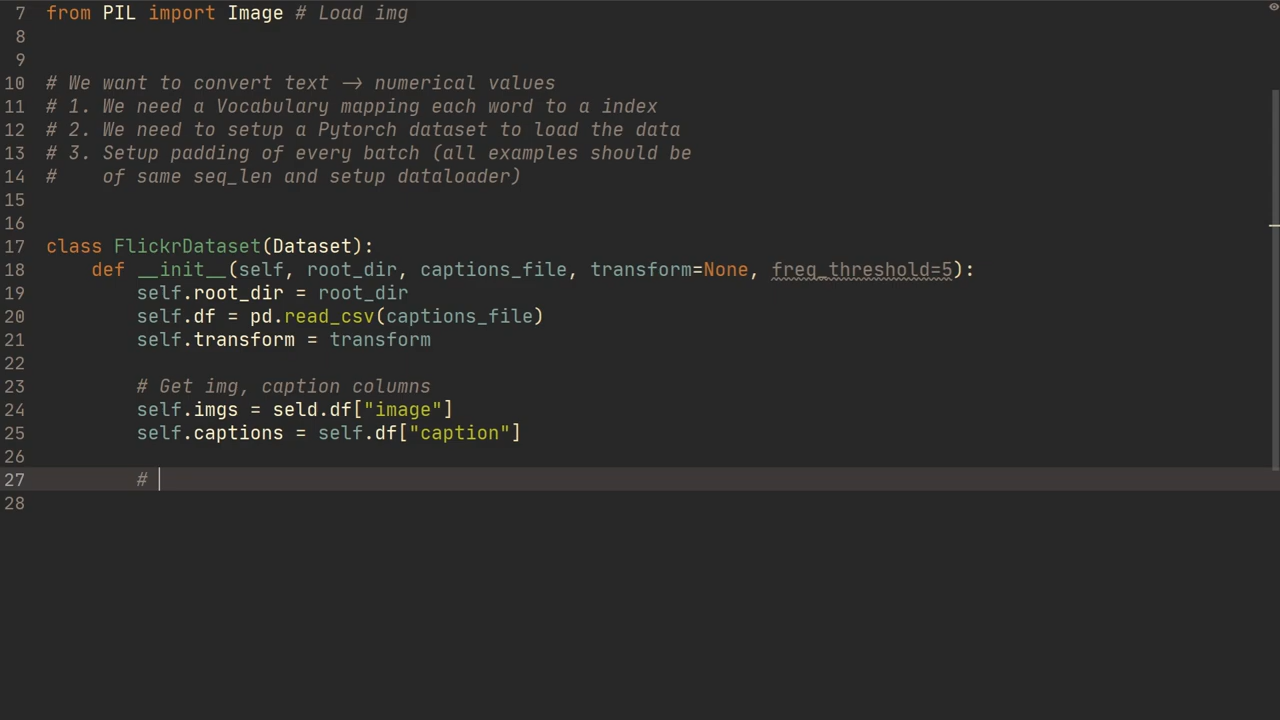 7 from PIL import Image # Load img
8
9
10 # We want to convert text -> numerical values
11 # 1. We need a Vocabulary mapping each word to a index
12 # 2. We need to setup a Pytorch dataset to load the data
13 # 3. Setup padding of every batch (all examples should be
14 #    of same seq_len and setup dataloader)
15
16
17 class FlickrDataset(Dataset):
18     def __init__(self, root_dir, captions_file, transform=None, freq_threshold=5):
19         self.root_dir = root_dir
20         self.df = pd.read_csv(captions_file)
21         self.transform = transform
22
23         # Get img, caption columns
24         self.imgs = seld.df["image"]
25         self.captions = self.df["caption"]
26
27         #
28